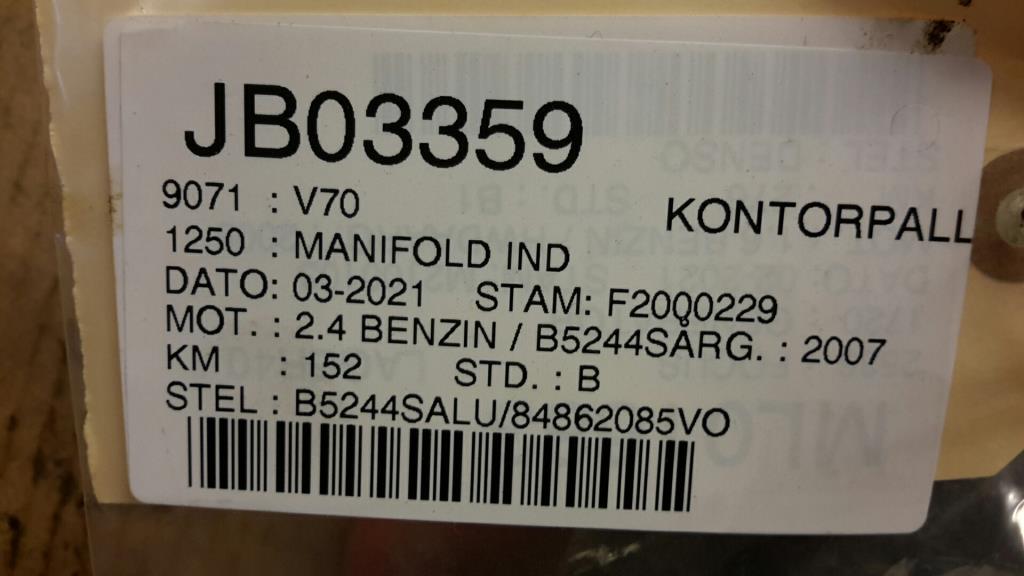 JB03359
9071 : V70
KONTORPALL
1250 : MANIFOLD IND
DATO: 03-2021 STAM: F2000229
MOT. : 2.4 BENZIN / B5244SÅRG. : 2007
KM : 152 STD. : B
STEL : B5244SALU/84862085VO